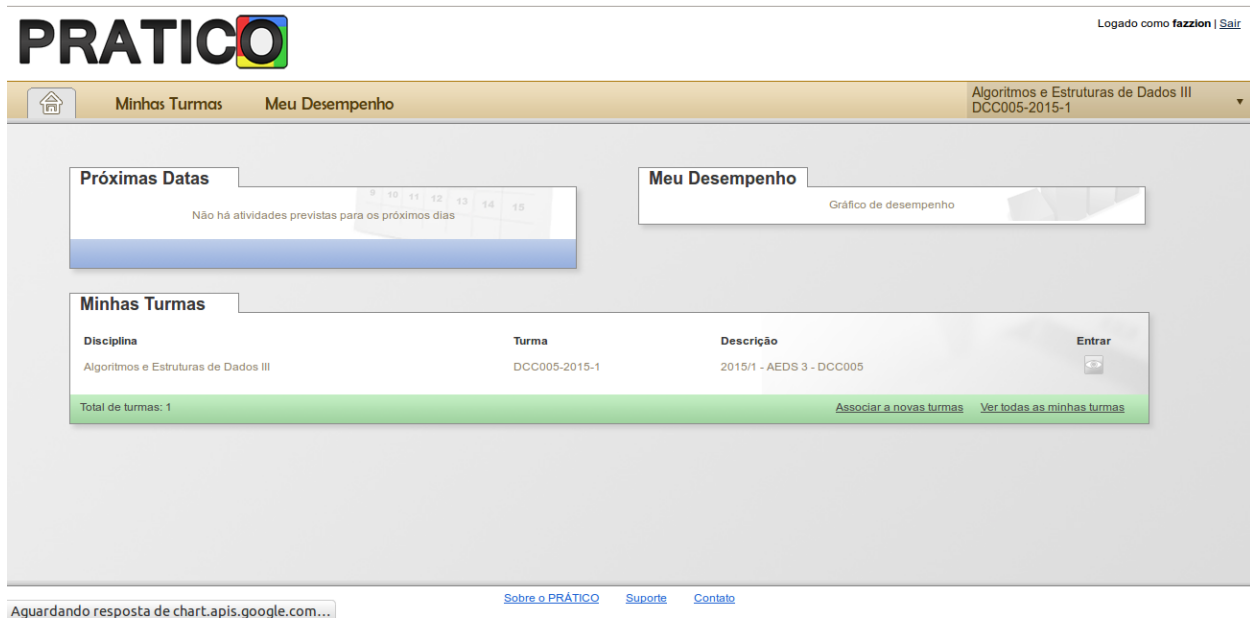 PRATICO
Logado como fazzion | Sair
Minhas Turmas Meu Desempenho
Algoritmos e Estruturas de Dados III
DCC005-2015-1
Próximas Datas
9 10 11 12 13 14 15
Não há atividades previstas para os próximos dias
Meu Desempenho
Gráfico de desempenho
Minhas Turmas
Disciplina Turma Descrição Entrar
Algoritmos e Estruturas de Dados III DCC005-2015-1 2015/1 - AEDS 3 - DCC005
Total de turmas: 1 Associar a novas turmas Ver todas as minhas turmas
Sobre o PRÁTICO Suporte Contato
Aguardando resposta de chart.apis.google.com...